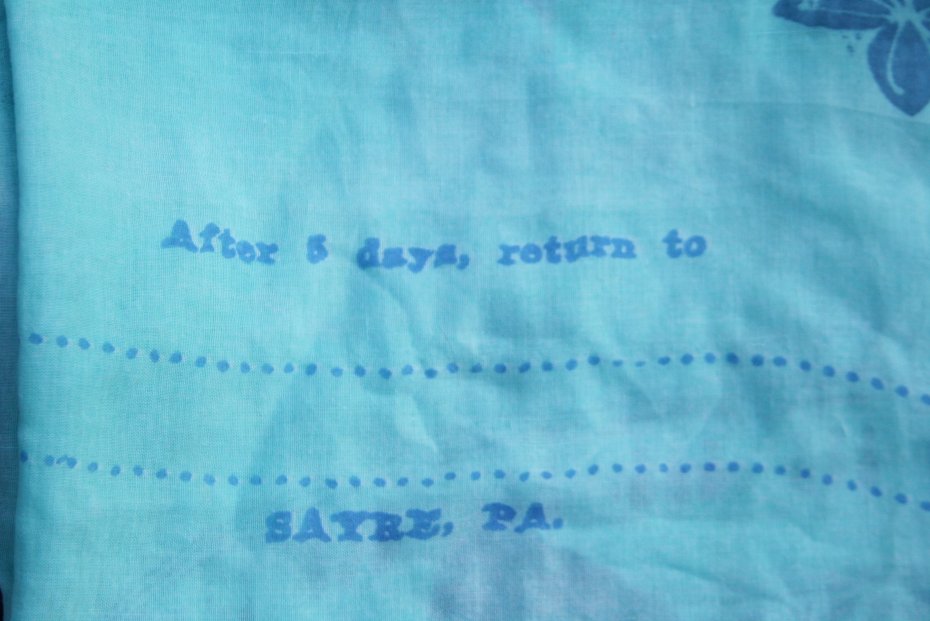 After 5 days, return to
SAYRE, PA.